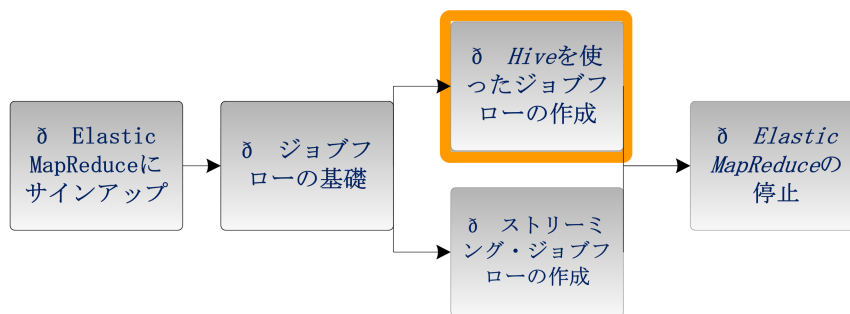 ð Elastic
MapReduceに
サインアップ
ð ジョブフ
ローの基礎
ð Hiveを使
ったジョブフ
ローの作成
ð ストリーミ
ング・ジョブフ
ローの作成
ð Elastic
MapReduceの
停止